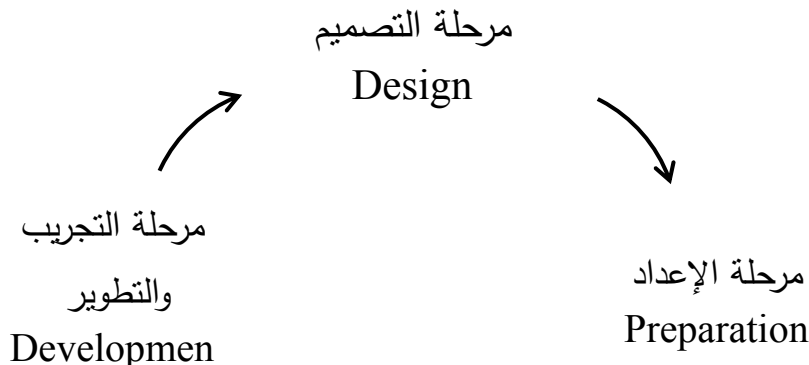 مرحلة التصميم
Design
مرحلة الإعداد
Preparation
مرحلة التجريب
والتطوير
Developmen